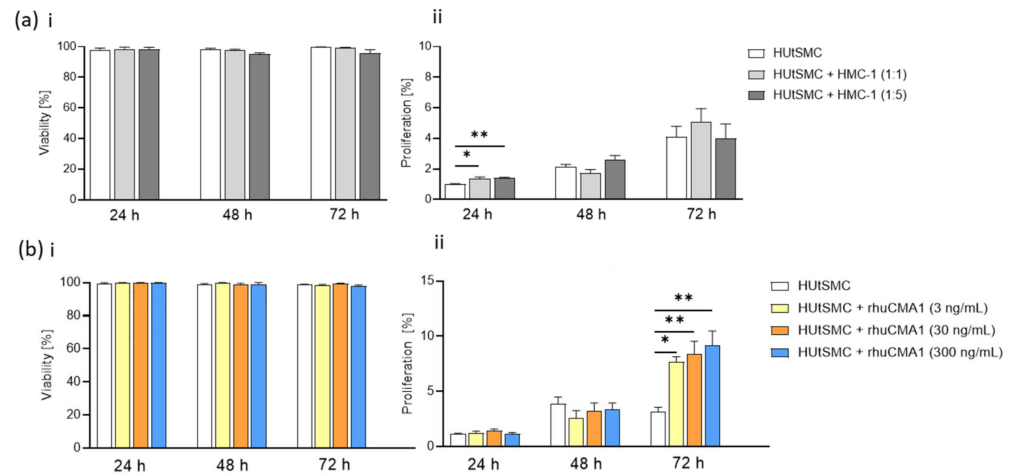 (a) i
ii
Viability [%]
100
80
60
40
20
0
24 h
48 h
72 h
Proliferation [%]
10
8
6
4
2
0
*
**
24 h
48 h
72 h
HUtSMC
HUtSMC + HMC-1 (1:1)
HUtSMC + HMC-1 (1:5)
(b) i
ii
Viability [%]
100
80
60
40
20
0
24 h
48 h
72 h
Proliferation [%]
15
10
5
0
**
**
*
24 h
48 h
72 h
HUtSMC
HUtSMC + rhuCMA1 (3 ng/mL)
HUtSMC + rhuCMA1 (30 ng/mL)
HUtSMC + rhuCMA1 (300 ng/mL)